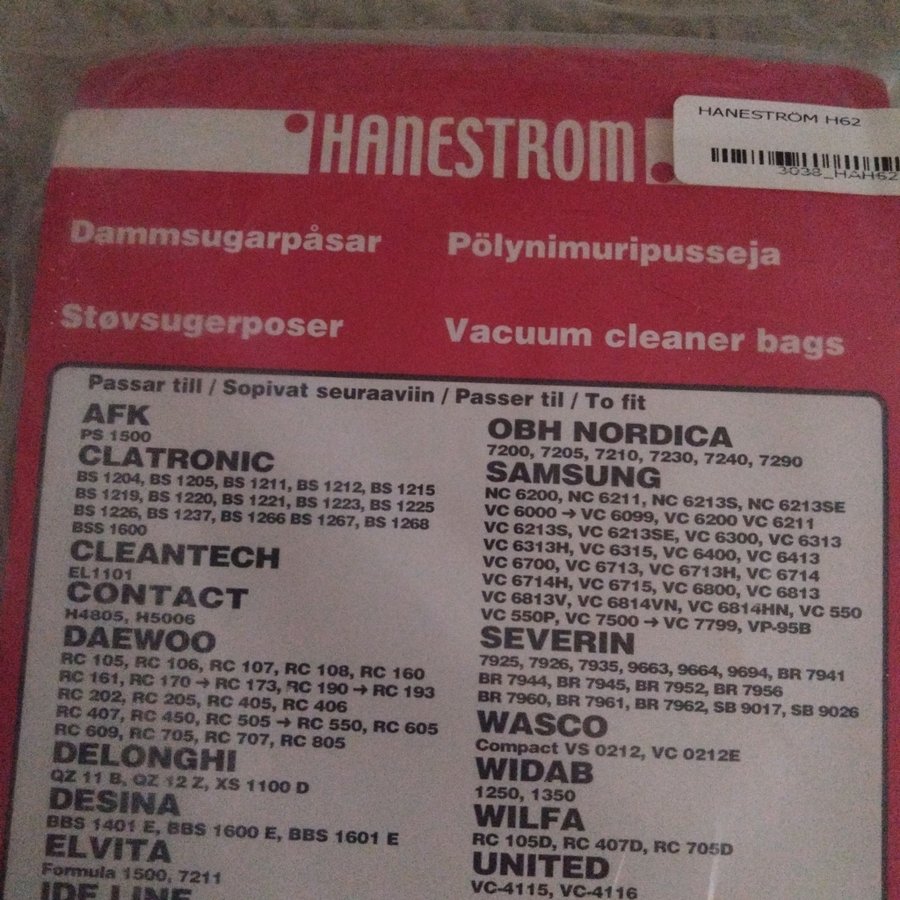 HANESTROM
HANESTRÖM H62
3038_HAH62
Dammsugarpåsar
Pölynimuripusseja
Støvsugerposer
Vacuum cleaner bags
Passar till / Sopivat seuraaviin / Passer til / To fit
AFK
PS 1500
CLATRONIC
BS 1204, BS 1205, BS 1211, BS 1212, BS 1215
BS 1219, BS 1220, BS 1221, BS 1223, BS 1225
BS 1226, BS 1237, BS 1266 BS 1267, BS 1268
BSS 1600
CLEANTECH
EL1101
CONTACT
H4805, H5006
DAEWOO
RC 105, RC 106, RC 107, RC 108, RC 160
RC 161, RC 170 → RC 173, RC 190 → RC 193
RC 202, RC 205, RC 405, RC 406
RC 407, RC 450, RC 505 → RC 550, RC 605
RC 609, RC 705, RC 707, RC 805
DELONGHI
QZ 11 B, QZ 12 Z, XS 1100 D
DESINA
BBS 1401 E, BBS 1600 E, BBS 1601 E
ELVITA
Formula 1500, 7211
IDE LINE
OBH NORDICA
7200, 7205, 7210, 7230, 7240, 7290
SAMSUNG
NC 6200, NC 6211, NC 6213S, NC 6213SE
VC 6000 → VC 6099, VC 6200 VC 6211
VC 6213S, VC 6213SE, VC 6300, VC 6313
VC 6313H, VC 6315, VC 6400, VC 6413
VC 6700, VC 6713, VC 6713H, VC 6714
VC 6714H, VC 6715, VC 6800, VC 6813
VC 6813V, VC 6814VN, VC 6814HN, VC 550
VC 550P, VC 7500 → VC 7799, VP-95B
SEVERIN
7925, 7926, 7935, 9663, 9664, 9694, BR 7941
BR 7944, BR 7945, BR 7952, BR 7956
BR 7960, BR 7961, BR 7962, SB 9017, SB 9026
WASCO
Compact VS 0212, VC 0212E
WIDAB
1250, 1350
WILFA
RC 105D, RC 407D, RC 705D
UNITED
VC-4115, VC-4116